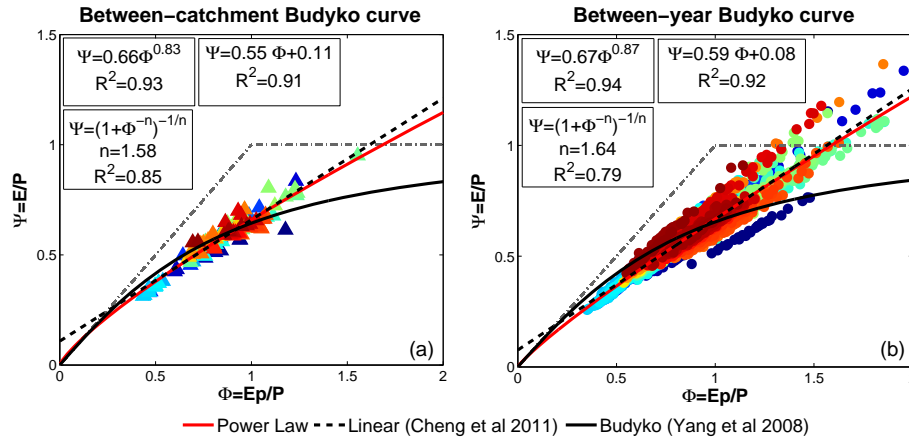 Between-catchment Budyko curve
Ψ=0.66Φ^0.83
R²=0.93
Ψ=0.55 Φ+0.11
R²=0.91
Ψ=(1+Φ^-n)^-1/n
n=1.58
R²=0.85
1.5
1
0.5
0
Ψ=E/P
0
0.5
1
1.5
2
Φ=Ep/P
(a)
Between-year Budyko curve
Ψ=0.67Φ^0.87
R²=0.94
Ψ=0.59 Φ+0.08
R²=0.92
Ψ=(1+Φ^-n)^-1/n
n=1.64
R²=0.79
1.5
1
0.5
0
Ψ=E/P
0
0.5
1
1.5
Φ=Ep/P
(b)
Power Law
Linear (Cheng et al 2011)
Budyko (Yang et al 2008)